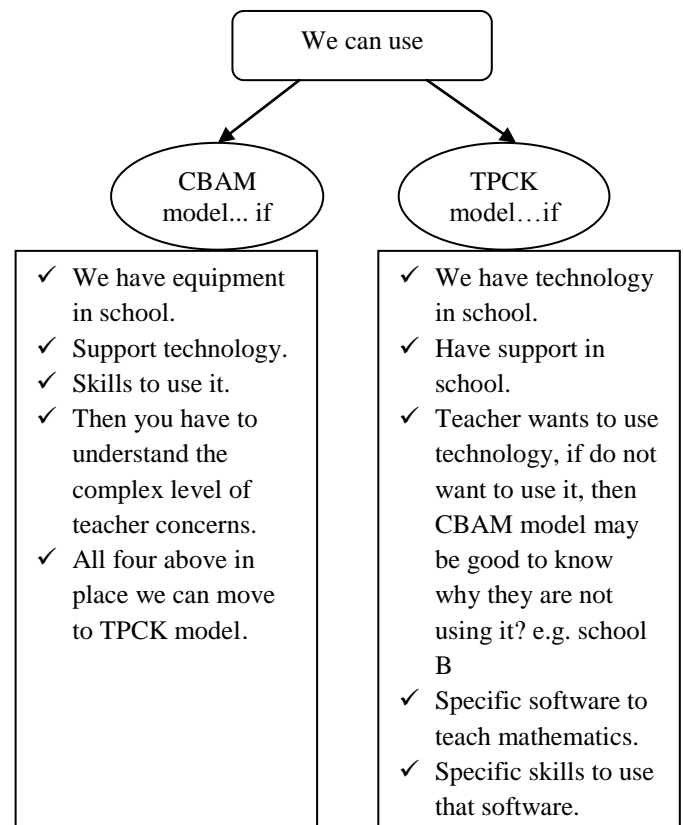 We can use
CBAM
model... if
TPCK
model…if
✓ We have equipment
in school.
✓ Support technology.
✓ Skills to use it.
✓ Then you have to
understand the
complex level of
teacher concerns.
✓ All four above in
place we can move
to TPCK model.
✓ We have technology
in school.
✓ Have support in
school.
✓ Teacher wants to use
technology, if do not
want to use it, then
CBAM model may
be good to know
why they are not
using it? e.g. school
B
✓ Specific software to
teach mathematics.
✓ Specific skills to use
that software.